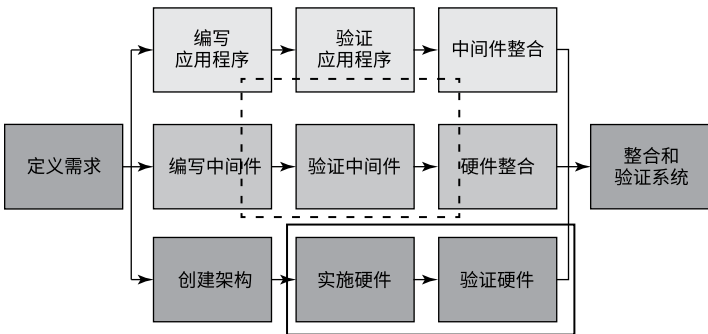 编写
应用程序
验证
应用程序
中间件整合
定义需求
编写中间件
验证中间件
硬件整合
整合和
验证系统
创建架构
实施硬件
验证硬件